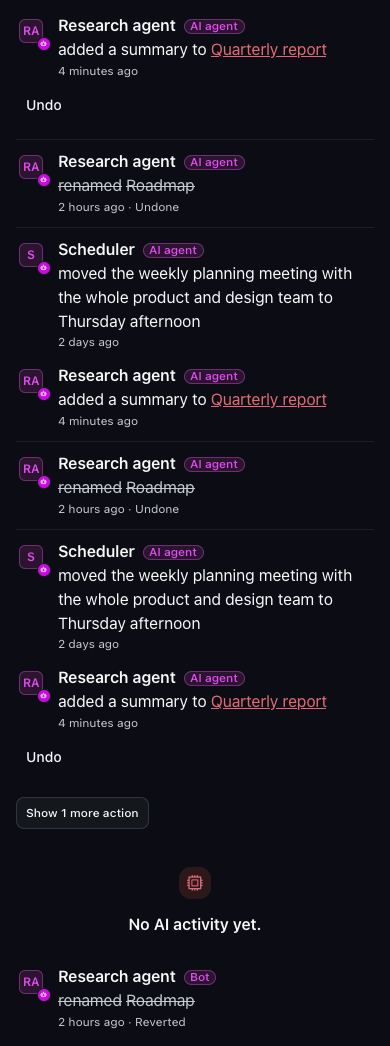 RA Research agent AI agent
added a summary to Quarterly report
4 minutes ago
Undo
RA Research agent AI agent
renamed Roadmap
2 hours ago · Undone
S Scheduler AI agent
moved the weekly planning meeting with
the whole product and design team to
Thursday afternoon
2 days ago
RA Research agent AI agent
added a summary to Quarterly report
4 minutes ago
RA Research agent AI agent
renamed Roadmap
2 hours ago · Undone
S Scheduler AI agent
moved the weekly planning meeting with
the whole product and design team to
Thursday afternoon
2 days ago
RA Research agent AI agent
added a summary to Quarterly report
4 minutes ago
Undo
Show 1 more action
No AI activity yet.
RA Research agent Bot
renamed Roadmap
2 hours ago · Reverted